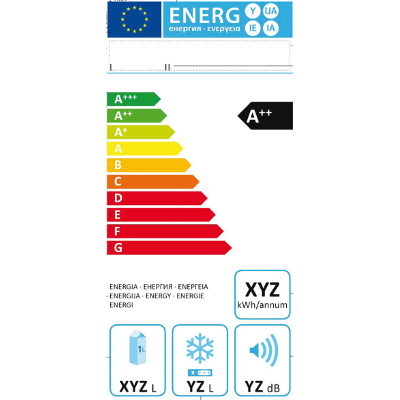 ENERG Y IJA
енергия · ενεργεια IE IA
I II
A+++
A++
A++
A+
A
B
C
D
E
F
G
ENERGIA · ЕНЕРГИЯ · ΕΝΕΡΓΕΙΑ
ENERGIJA · ENERGY · ENERGIE
ENERGI
XYZ
kWh/annum
1L
XYZ L
YZ L
YZ dB